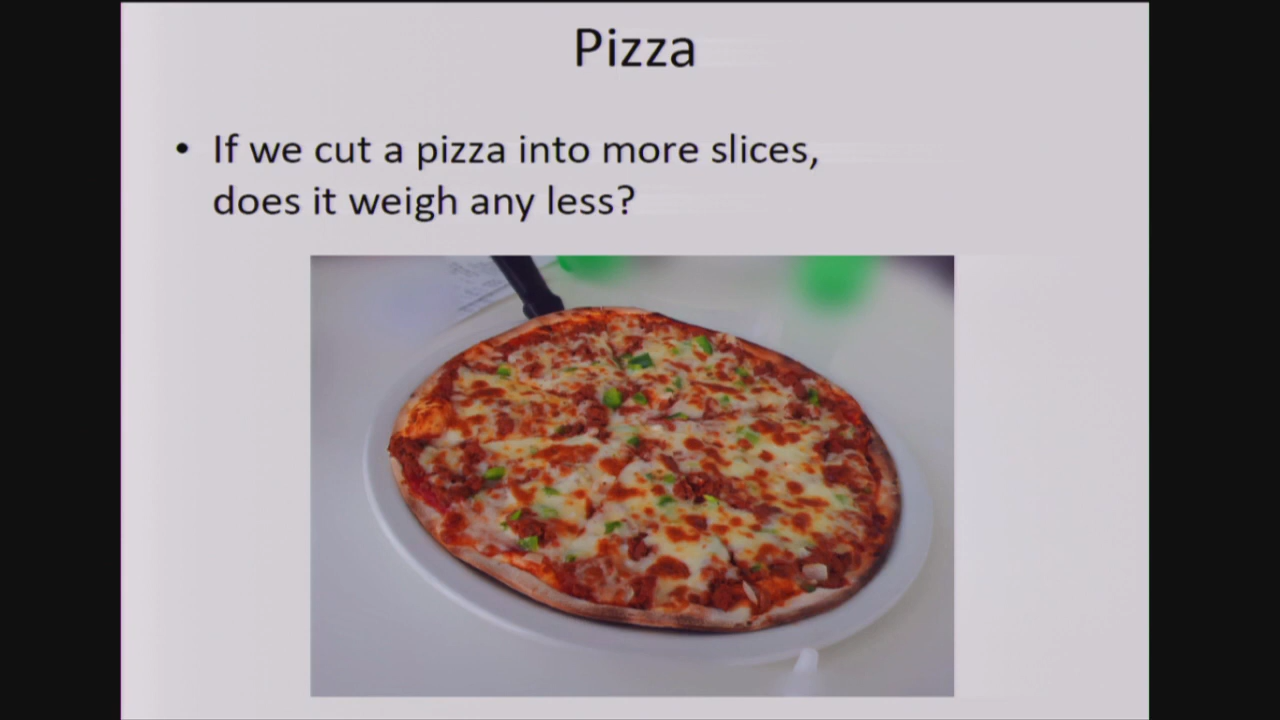 Pizza
• If we cut a pizza into more slices,
does it weigh any less?